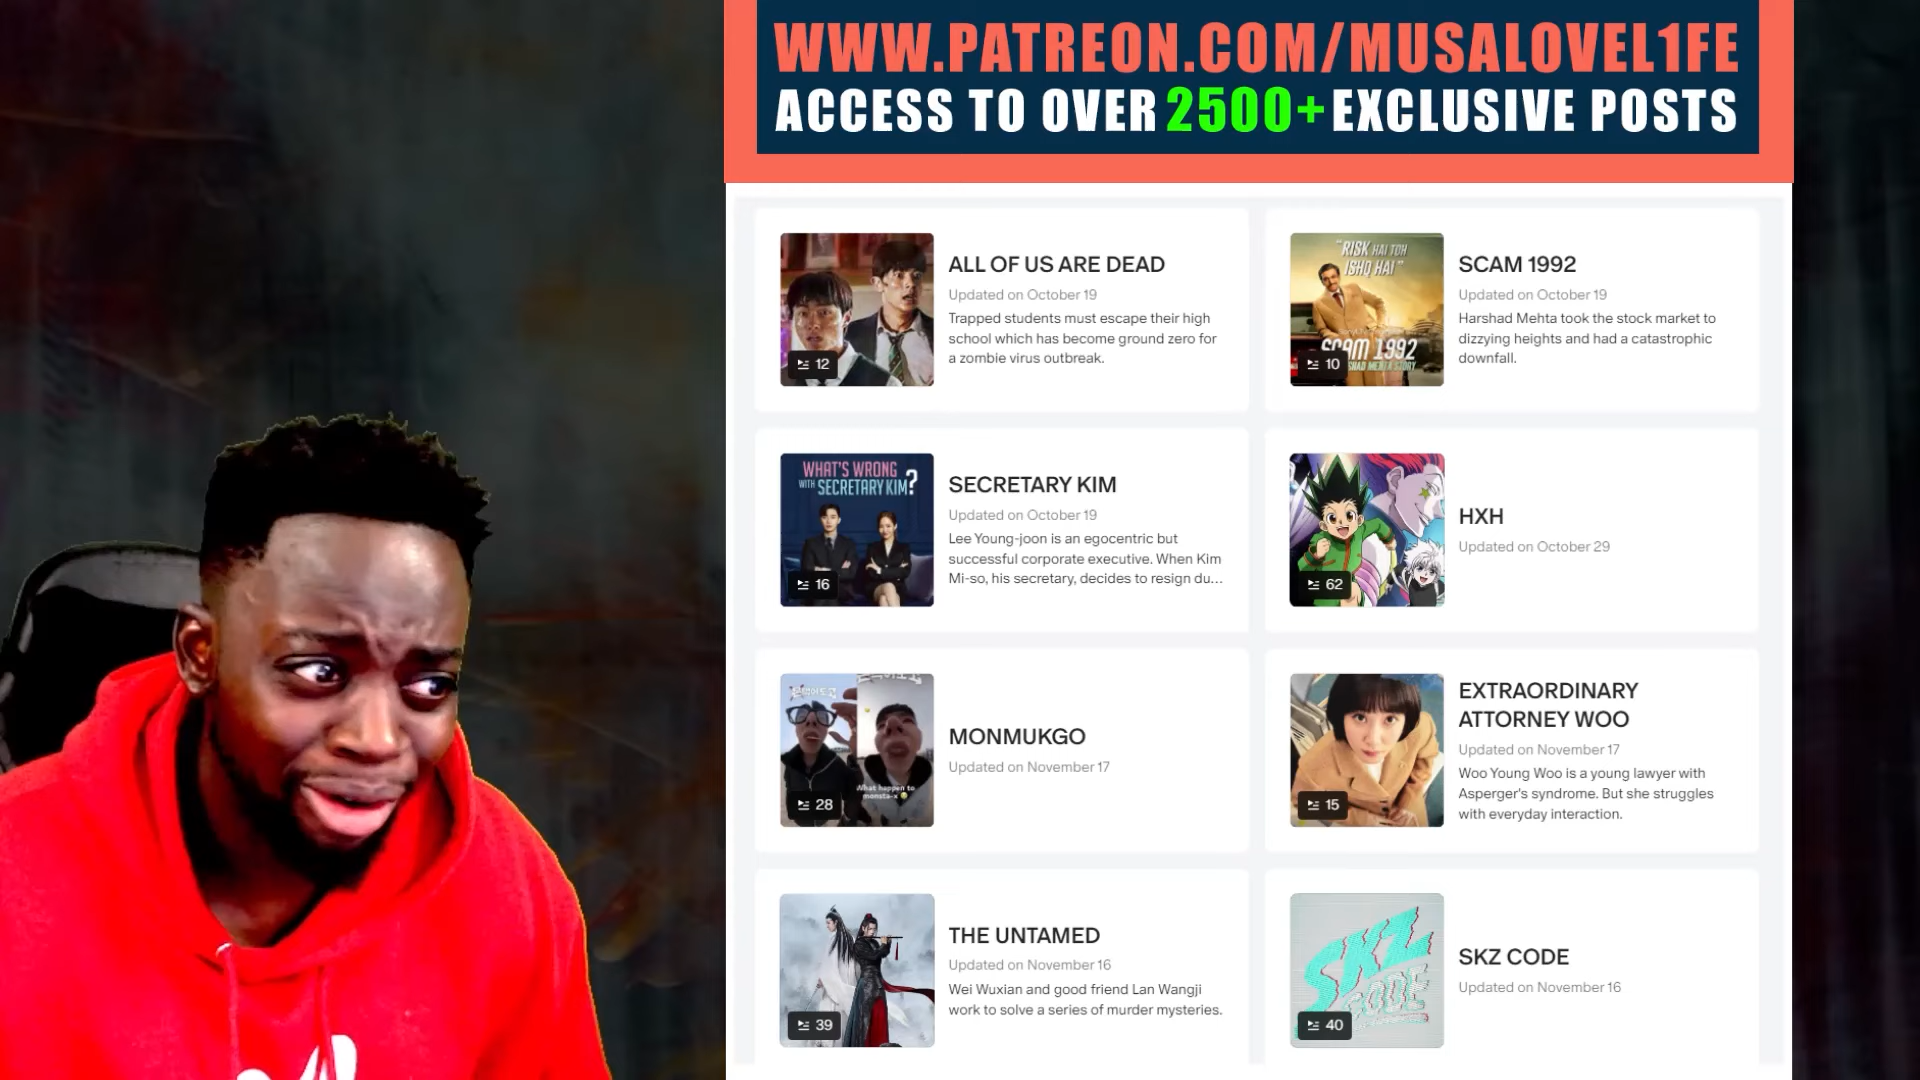 WWW.PATREON.COM/MUSALOVEL1FE
ACCESS TO OVER 2500+ EXCLUSIVE POSTS
ALL OF US ARE DEAD
Updated on October 19
Trapped students must escape their high
school which has become ground zero for
a zombie virus outbreak.
12
"RISK HAI TOH
ISHQ HAI"
SCAM 1992
10
SCAM 1992
Updated on October 19
Harshad Mehta took the stock market to
dizzying heights and had a catastrophic
downfall.
WHAT'S WRONG
WITH SECRETARY KIM?
16
SECRETARY KIM
Updated on October 19
Lee Young-joon is an egocentric but
successful corporate executive. When Kim
Mi-so, his secretary, decides to resign du...
62
HXH
Updated on October 29
What happen to
monsta-x
28
MONMUKGO
Updated on November 17
15
EXTRAORDINARY
ATTORNEY WOO
Updated on November 17
Woo Young Woo is a young lawyer with
Asperger's syndrome. But she struggles
with everyday interaction.
39
THE UNTAMED
Updated on November 16
Wei Wuxian and good friend Lan Wangji
work to solve a series of murder mysteries.
SKZ
CODE
40
SKZ CODE
Updated on November 16